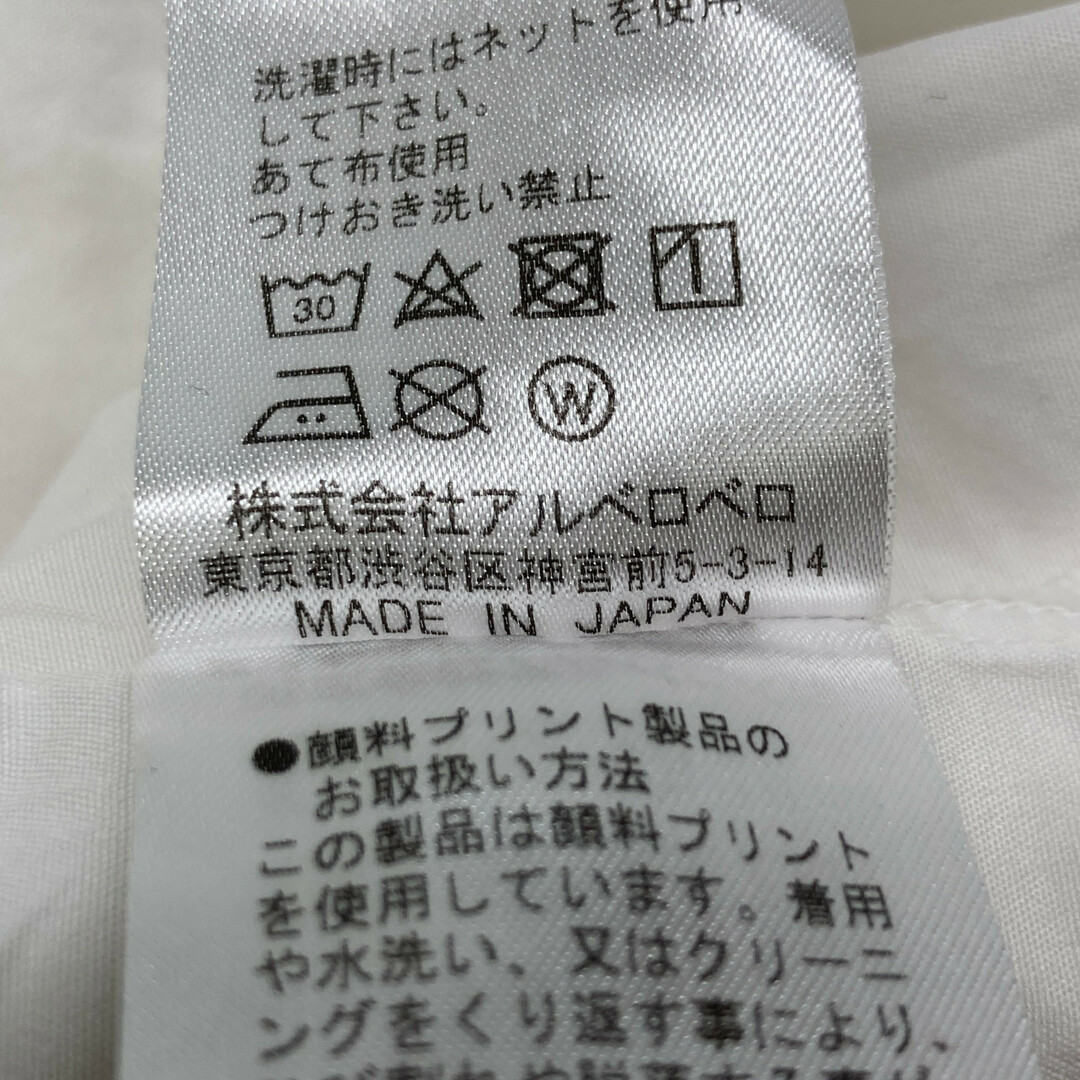 洗濯時にはネットを使用
して下さい。
あて布使用
つけおき洗い禁止
30
W
株式会社アルベロベロ
東京都渋谷区神宮前5-3-14
MADE IN JAPAN
●顔料プリント製品の
お取扱い方法
この製品は顔料プリント
を使用しています。着用
や水洗い、又はクリーニ
ングをくり返す事により、